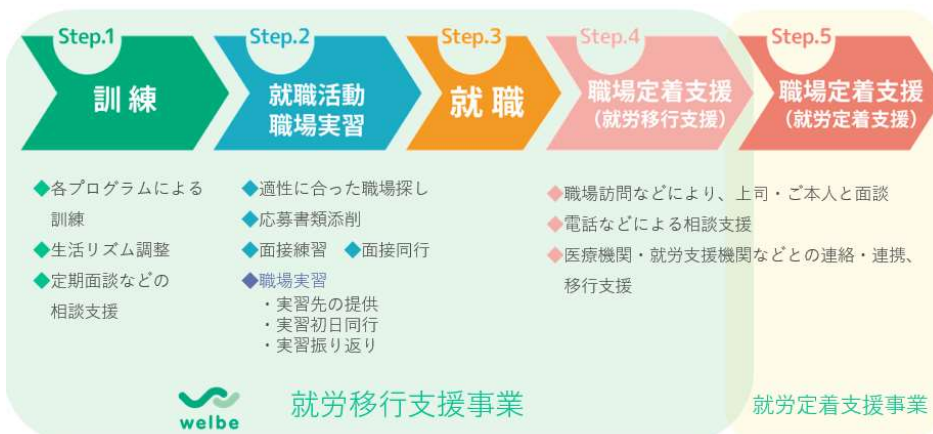 Step.1
訓練
Step.2
就職活動
職場実習
Step.3
就職
Step.4
職場定着支援
(就労移行支援)
Step.5
職場定着支援
(就労定着支援)
◆各プログラムによる
訓練
◆生活リズム調整
◆定期面談などの
相談支援
◆適性に合った職場探し
◆応募書類添削
◆面接練習 ◆面接同行
◆職場実習
・実習先の提供
・実習初日同行
・実習振り返り
◆職場訪問などにより、上司・ご本人と面談
◆電話などによる相談支援
◆医療機関・就労支援機関などとの連絡・連携、
移行支援
welbe
就労移行支援事業
就労定着支援事業